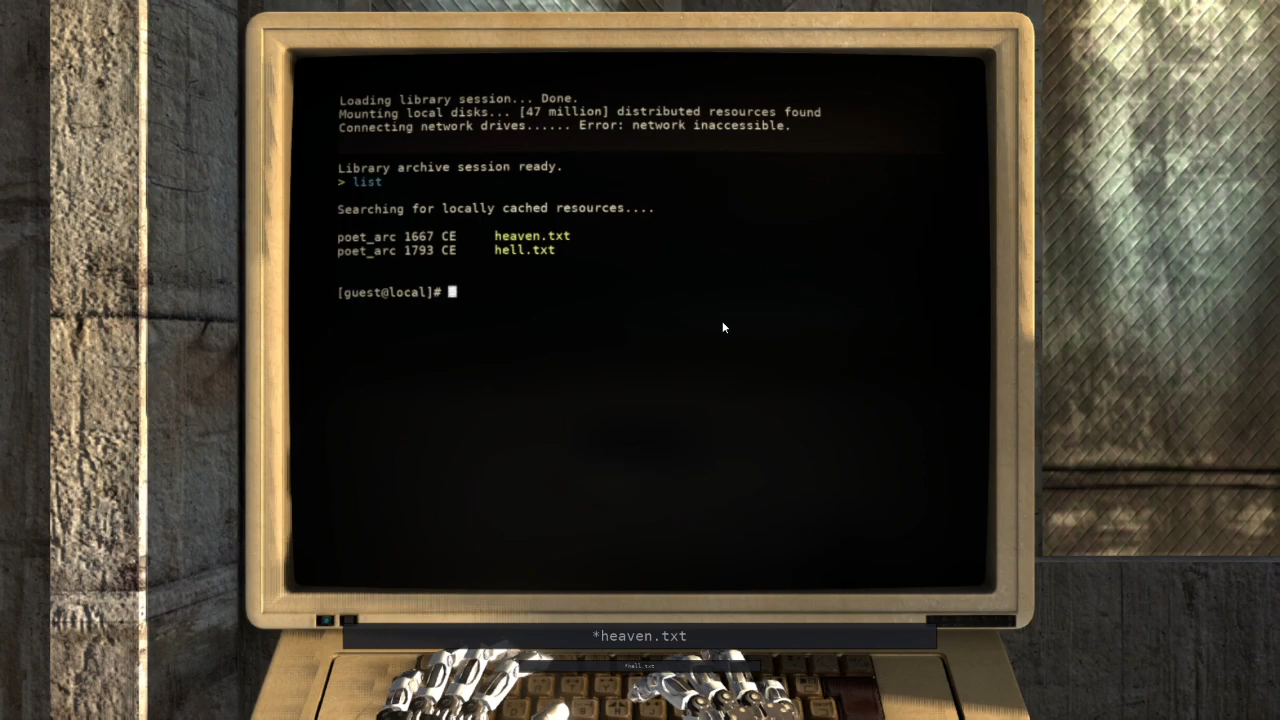 Loading library session... Done.
Mounting local disks... [47 million] distributed resources found
Connecting network drives...... Error: network inaccessible.
Library archive session ready.
> list
Searching for locally cached resources....
poet_arc 1667 CE heaven.txt
poet_arc 1793 CE hell.txt
[guest@local]#
*heaven.txt
*hell.txt